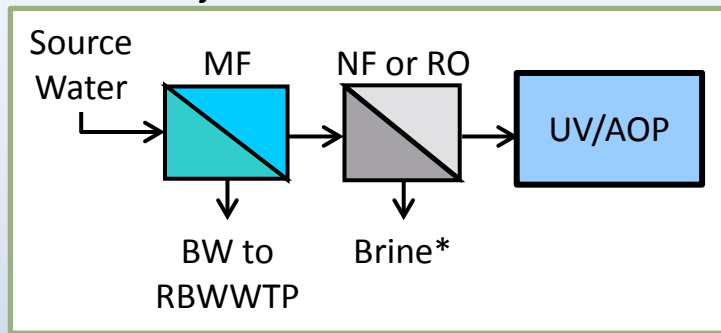 Source
Water
MF
NF or RO
UV/AOP
BW to
RBWWTP
Brine*